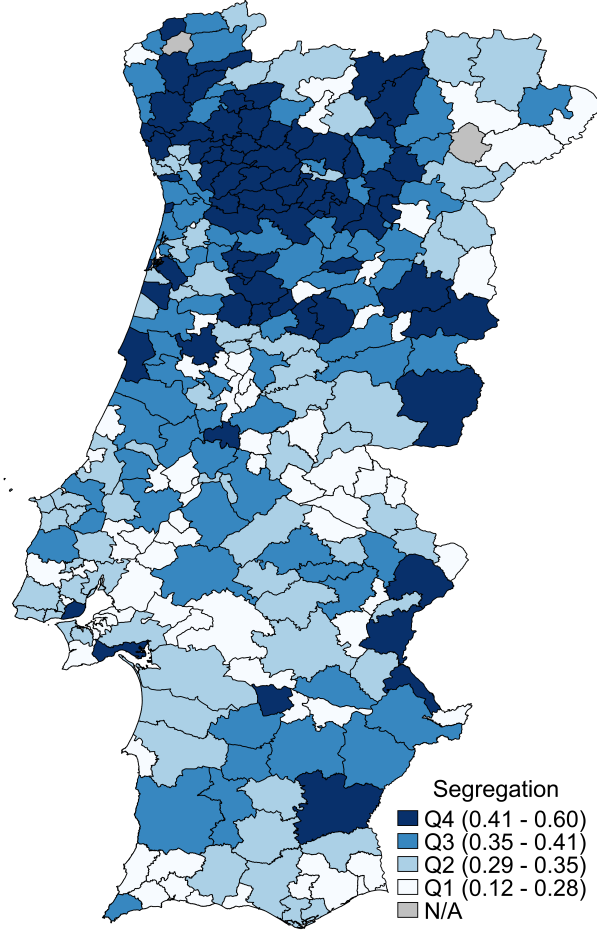 Segregation
Q4 (0.41 - 0.60)
Q3 (0.35 - 0.41)
Q2 (0.29 - 0.35)
Q1 (0.12 - 0.28)
N/A